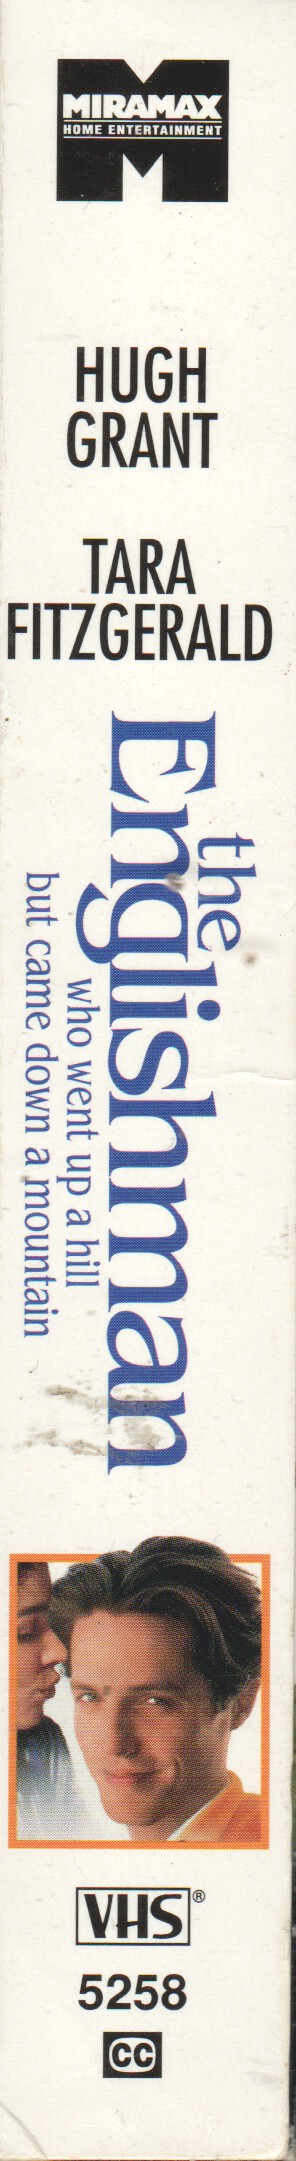 MIRAMAX
HOME ENTERTAINMENT
HUGH
GRANT
TARA
FITZGERALD
the
Englishman
who went up a hill
but came down a mountain
VHS®
5258
CC